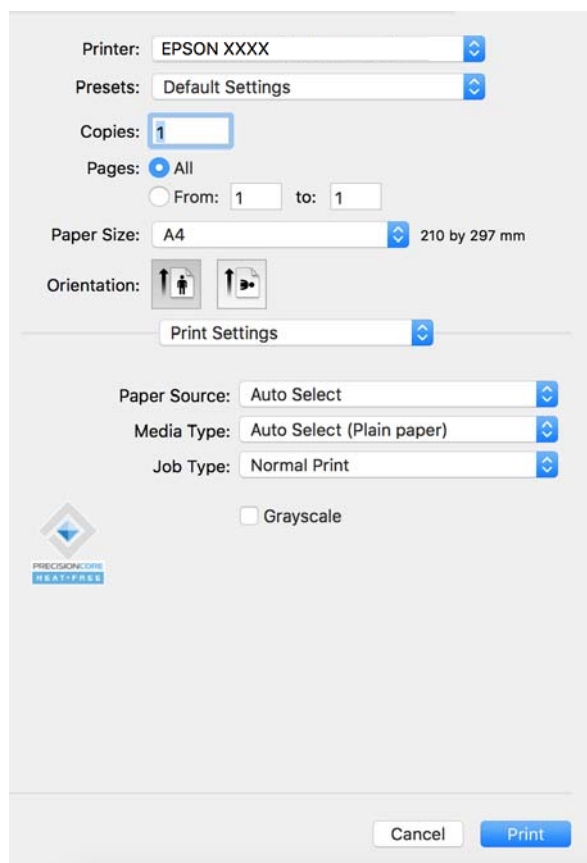 Printer: EPSON XXXX
Presets: Default Settings
Copies: 1
Pages: All
From: 1 to: 1
Paper Size: A4 210 by 297 mm
Orientation:
Print Settings
Paper Source: Auto Select
Media Type: Auto Select (Plain paper)
Job Type: Normal Print
Grayscale
PRECISIONCORE
HEAT-FREE
Cancel Print